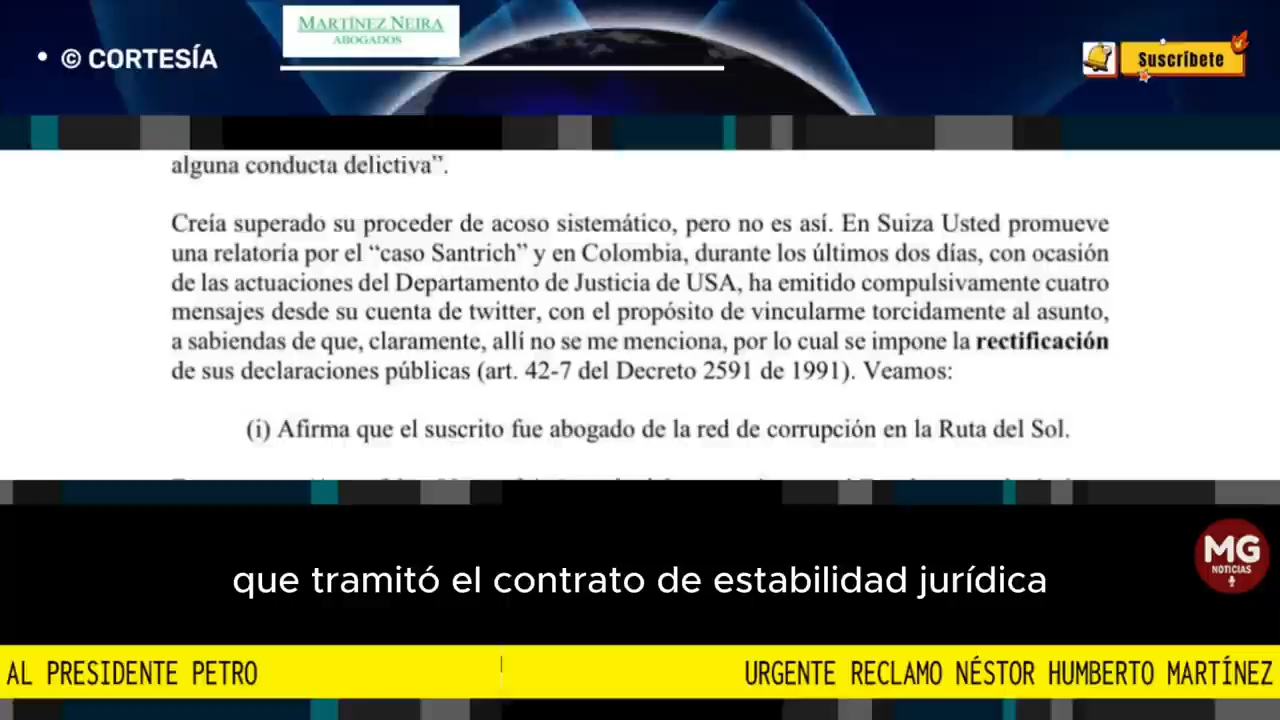 • © CORTESÍA
MARTÍNEZ NEIRA
ABOGADOS
Suscríbete
alguna conducta delictiva”.
Creía superado su proceder de acoso sistemático, pero no es así. En Suiza Usted promueve
una relatoría por el “caso Santrich” y en Colombia, durante los últimos dos días, con ocasión
de las actuaciones del Departamento de Justicia de USA, ha emitido compulsivamente cuatro
mensajes desde su cuenta de twitter, con el propósito de vincularme torcidamente al asunto,
a sabiendas de que, claramente, allí no se me menciona, por lo cual se impone la rectificación
de sus declaraciones públicas (art. 42-7 del Decreto 2591 de 1991). Veamos:
(i) Afirma que el suscrito fue abogado de la red de corrupción en la Ruta del Sol.
MG
NOTICIAS
que tramitó el contrato de estabilidad jurídica
AL PRESIDENTE PETRO
URGENTE RECLAMO NÉSTOR HUMBERTO MARTÍNEZ